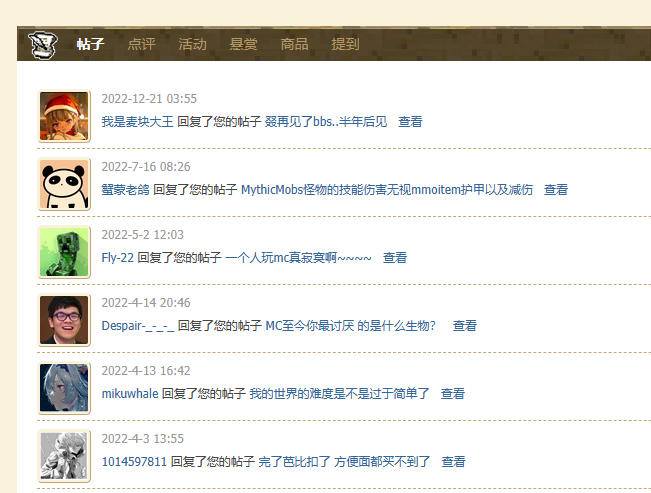 帖子 点评 活动 悬赏 商品 提到
2022-12-21 03:55
我是麦块大王 回复了您的帖子 叕再见了bbs..半年后见 查看
2022-7-16 08:26
蠶蒙老鸽 回复了您的帖子 MythicMobs怪物的技能伤害无视mmoitem护甲以及减伤 查看
2022-5-2 12:03
Fly-22 回复了您的帖子 一个人玩mc真寂寞啊~~~~ 查看
2022-4-14 20:46
Despair-_-_-_ 回复了您的帖子 MC至今你最讨厌 的是什么生物? 查看
2022-4-13 16:42
mikuwhale 回复了您的帖子 我的世界的难度是不是过于简单了 查看
2022-4-3 13:55
1014597811 回复了您的帖子 完了芭比扣了 方便面都买不到了 查看